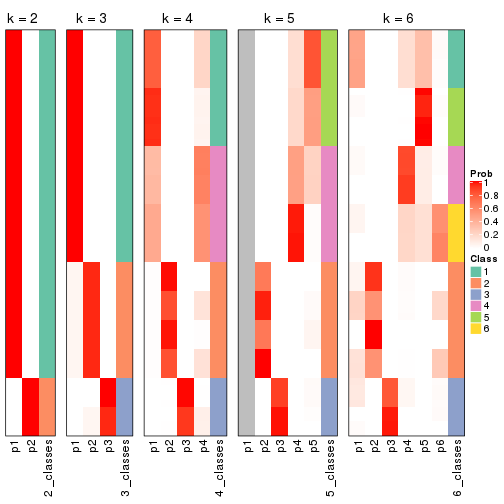 k = 2
k = 3
k = 4
k = 5
k = 6
p1
p2
2_classes
p1
p2
p3
3_classes
p1
p2
p3
p4
4_classes
p1
p2
p3
p4
p5
5_classes
p1
p2
p3
p4
p5
p6
6_classes
Prob
1
0.8
0.6
0.4
0.2
0
Class
1
2
3
4
5
6